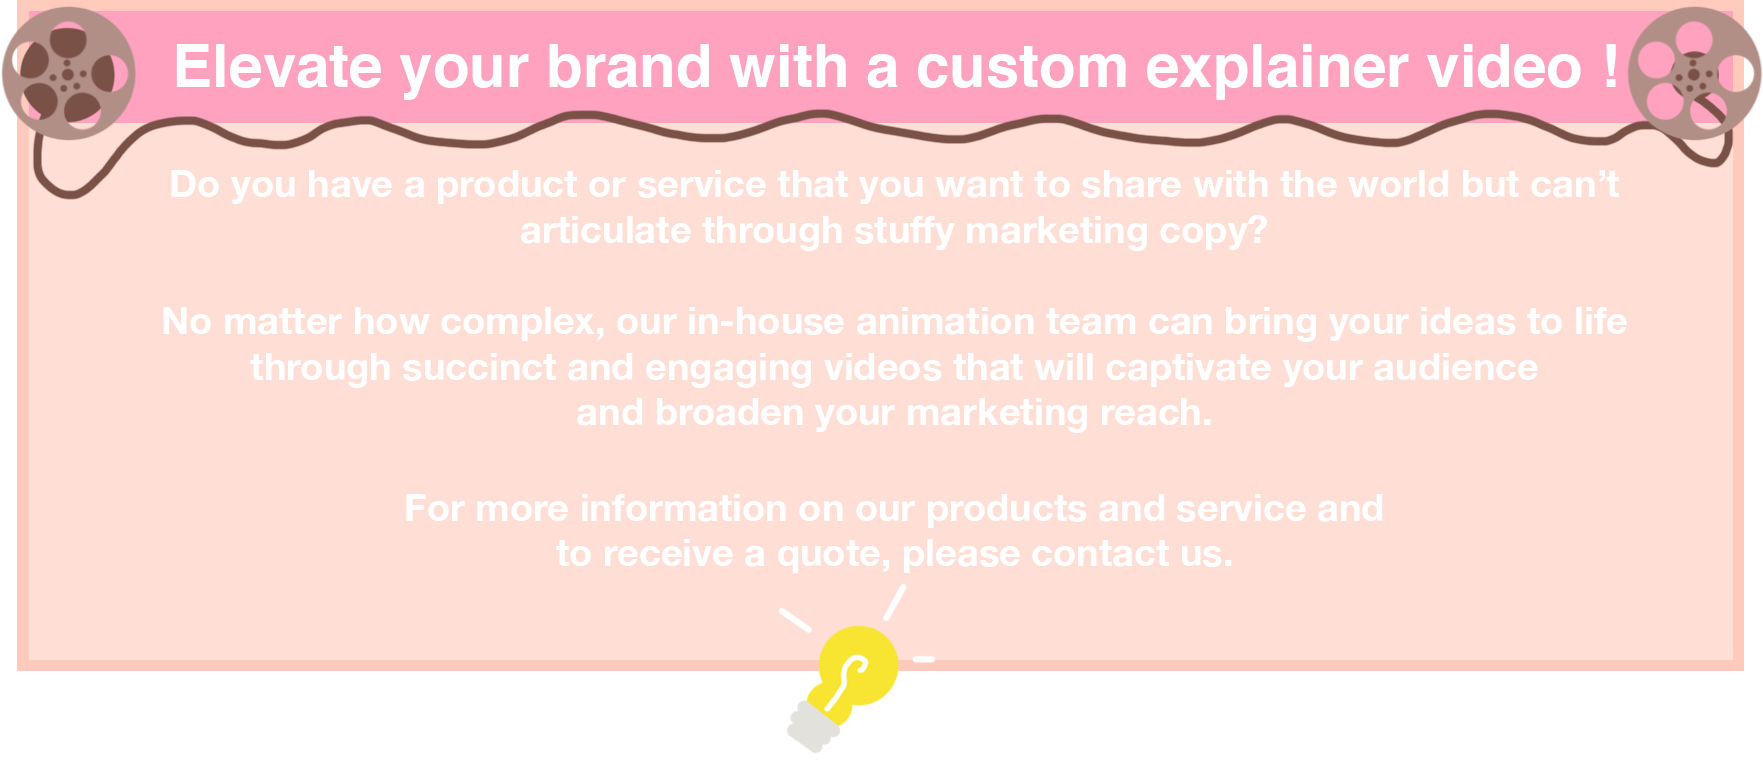 Elevate your brand with a custom explainer video !
Do you have a product or service that you want to share with the world but can’t
articulate through stuffy marketing copy?
No matter how complex, our in-house animation team can bring your ideas to life
through succinct and engaging videos that will captivate your audience
and broaden your marketing reach.
For more information on our products and service and
to receive a quote, please contact us.